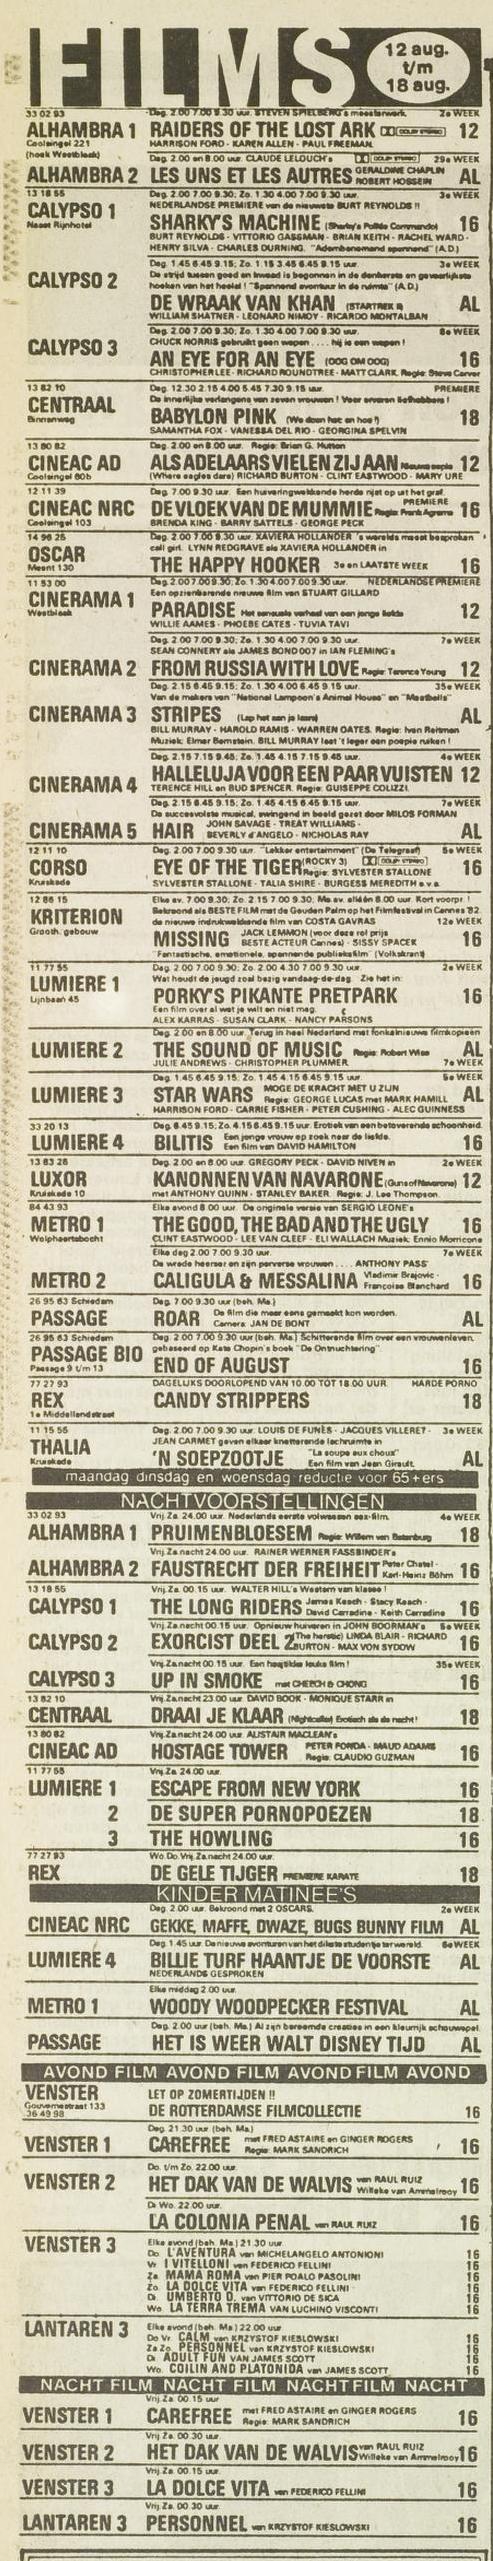 FILMS
12 aug.
t/m
18 aug.
33 02 93
Dag. 2.00 7.00 9.30 uur. STEVEN SPIELBERG's meesterwerk. 2e WEEK
ALHAMBRA 1 RAIDERS OF THE LOST ARK DOLBY STEREO 12
Coolsingel 221
(hoek Westblaak)
HARRISON FORD - KAREN ALLEN - PAUL FREEMAN.
Dag. 2.00 en 8.00 uur. CLAUDE LELOUCH's DOLBY STEREO 29e WEEK
ALHAMBRA 2 LES UNS ET LES AUTRES GERALDINE CHAPLIN ROBERT HOSSEIN AL
13 18 55
Dag. 2.00 7.00 9.30; Zo. 1.30 4.00 7.00 9.30 uur. 3e WEEK
NEDERLANDSE PREMIERE van de nieuwste BURT REYNOLDS !!
CALYPSO 1 SHARKY'S MACHINE (Sharky's Politie Commando) 16
Naast Rijnhotel
BURT REYNOLDS - VITTORIO GASSMAN - BRIAN KEITH - RACHEL WARD -
HENRY SILVA - CHARLES DURNING. "Adembenemend spannend" (A.D.)
Dag. 1.45 6.45 9.15; Zo. 1.15 3.45 6.45 9.15 uur. 3e WEEK
De strijd tussen goed en kwaad is begonnen in de donkerste en gevaarlijkste
hoeken van het heelal ! "Spannend avontuur in de ruimte" (A.D.)
CALYPSO 2 DE WRAAK VAN KHAN (STARTREK II) AL
WILLIAM SHATNER - LEONARD NIMOY - RICARDO MONTALBAN
Dag. 2.00 7.00 9.30; Zo. 1.30 4.00 7.00 9.30 uur. 8e WEEK
CHUCK NORRIS gebruikt geen wapen .... hij is een wapen !
CALYPSO 3 AN EYE FOR AN EYE (OOG OM OOG) 16
CHRISTOPHER LEE - RICHARD ROUNDTREE - MATT CLARK. Regie: Steve Carver
13 82 10
Dag. 12.30 2.15 4.00 5.45 7.30 9.15 uur. PREMIERE
De innerlijke verlangens van zeven vrouwen ! Voor ervaren liefhebbers !
CENTRAAL BABYLON PINK (We doen het en hoe !) 18
Binnenweg
SAMANTHA FOX - VANESSA DEL RIO - GEORGINA SPELVIN
13 80 82
Dag. 2.00 en 8.00 uur. Regie: Brian G. Hutton
CINEAC AD ALS ADELAARS VIELEN ZIJ AAN Nieuwe copie 12
Coolsingel 60b
(Where eagles dare) RICHARD BURTON - CLINT EASTWOOD - MARY URE
12 11 39
Dag. 7.00 9.30 uur. Een huiveringwekkende horde rijst op uit het graf.
PREMIERE
CINEAC NRC DE VLOEK VAN DE MUMMIE Regie: Frank Agrama 16
Coolsingel 103
BRENDA KING - BARRY SATTELS - GEORGE PECK
14 96 25
Dag. 2.00 7.00 9.30 uur. XAVIERA HOLLANDER 's werelds meest besproken
call girl. LYNN REDGRAVE als XAVIERA HOLLANDER in
OSCAR THE HAPPY HOOKER 3e en LAATSTE WEEK 16
Meent 130
11 53 00
Dag. 2.00 7.00 9.30; Zo. 1.30 4.00 7.00 9.30 uur. NEDERLANDSE PREMIERE
Een opzienbarende nieuwe film van STUART GILLARD
CINERAMA 1 PARADISE Het sensuele verhaal van een jonge liefde 12
Westblaak
WILLIE AAMES - PHOEBE CATES - TUVIA TAVI
Dag. 2.00 7.00 9.30; Zo. 1.30 4.00 7.00 9.30 uur. 7e WEEK
SEAN CONNERY als JAMES BOND 007 in IAN FLEMING's
CINERAMA 2 FROM RUSSIA WITH LOVE Regie: Terence Young 12
Dag. 2.15 6.45 9.15; Zo. 1.30 4.00 6.45 9.15 uur. 35e WEEK
Van de makers van "National Lampoon's Animal House" en "Meatballs"
CINERAMA 3 STRIPES (Lap het aan je laars) AL
BILL MURRAY - HAROLD RAMIS - WARREN OATES. Regie: Ivan Reitman
Muziek: Elmer Bernstein. BILL MURRAY laat 't leger een poepie ruiken !
Dag. 2.15 7.15 9.45; Zo. 1.45 4.15 7.15 9.45 uur. 4e WEEK
CINERAMA 4 HALLELUJA VOOR EEN PAAR VUISTEN 12
TERENCE HILL en BUD SPENCER. Regie: GUISEPPE COLIZZI.
Dag. 2.15 6.45 9.15; Zo. 1.45 4.15 6.45 9.15 uur. 7e WEEK
De succesvolste musical, swingend in beeld gezet door MILOS FORMAN
CINERAMA 5 HAIR JOHN SAVAGE - TREAT WILLIAMS - BEVERLY d'ANGELO - NICHOLAS RAY AL
12 11 10
Dag. 2.00 7.00 9.30 uur. "Lekker entertainment" (De Telegraaf) 5e WEEK
CORSO EYE OF THE TIGER (ROCKY 3) DOLBY STEREO Regie: SYLVESTER STALLONE 16
Kruiskade
SYLVESTER STALLONE - TALIA SHIRE - BURGESS MEREDITH e.v.a.
12 86 15
Elke av. 7.00 9.30; Zo. 2.15 7.00 9.30; Ma. av. alléén 8.00 uur. Kort voorpr. !
Bekroond als BESTE FILM met de Gouden Palm op het Filmfestival in Cannes '82.
de nieuwe indrukwekkende film van COSTA GAVRAS 12e WEEK
KRITERION MISSING JACK LEMMON (voor deze rol prijs BESTE ACTEUR Cannes) - SISSY SPACEK 16
Grooth. gebouw
"Fantastische, emotionele, spannende publieksfilm" (Volkskrant)
11 77 55
Dag. 2.00 7.00 9.30; Zo. 2.00 4.30 7.00 9.30 uur. 2e WEEK
Wat houdt de jeugd zoal bezig vandaag-de-dag. Zie het in:
LUMIERE 1 PORKY'S PIKANTE PRETPARK 16
Lijnbaan 45
Een film over al wat je wilt en niet mag.
ALEX KARRAS - SUSAN CLARK - NANCY PARSONS
Dag. 2.00 en 8.00 uur. Terug in heel Nederland met fonkelnieuwe filmkopieën
LUMIERE 2 THE SOUND OF MUSIC Regie: Robert Wise AL
JULIE ANDREWS - CHRISTOPHER PLUMMER. 7e WEEK
Dag. 1.45 6.45 9.15; Zo. 1.45 4.15 6.45 9.15 uur. 5e WEEK
LUMIERE 3 STAR WARS MOGE DE KRACHT MET U ZIJN Regie: GEORGE LUCAS met MARK HAMILL AL
HARRISON FORD - CARRIE FISHER - PETER CUSHING - ALEC GUINNESS
33 20 13
Dag. 6.45 9.15; Zo. 4.15 6.45 9.15 uur. Erotiek van een betoverende schoonheid.
LUMIERE 4 BILITIS Een jonge vrouw op zoek naar de liefde. Een film van DAVID HAMILTON 16
13 83 26
Dag. 2.00 en 8.00 uur. GREGORY PECK - DAVID NIVEN in 2e WEEK
LUXOR KANONNEN VAN NAVARONE (Guns of Navarone) 12
Kruiskade 10
met ANTHONY QUINN - STANLEY BAKER. Regie: J. Lee Thompson.
84 43 93
Elke avond 8.00 uur. De originele versie van SERGIO LEONE's
METRO 1 THE GOOD, THE BAD AND THE UGLY 16
Wolphaertsbocht
CLINT EASTWOOD - LEE VAN CLEEF - ELI WALLACH Muziek: Ennio Morricone
Elke dag 2.00 7.00 9.30 uur. 7e WEEK
De wrede heerser en zijn perverse vrouwen .... ANTHONY PASS'
METRO 2 CALIGULA & MESSALINA Vladimir Brajovic - Francoise Blanchard 16
26 95 63 Schiedam
Dag. 7.00 9.30 uur (beh. Ma.)
PASSAGE ROAR De film die maar eens gemaakt kon worden. Camera: JAN DE BONT AL
26 95 63 Schiedam
Dag. 2.00 7.00 9.30 uur (beh. Ma.) Schitterende film over een vrouwenleven,
gebaseerd op Kate Chopin's boek "De Ontnuchtering"
PASSAGE BIO END OF AUGUST 16
Passage 9 t/m 13
77 27 93
DAGELIJKS DOORLOPEND VAN 10.00 TOT 18.00 UUR. HARDE PORNO
REX CANDY STRIPPERS 18
1e Middellandstraat
11 15 55
Dag. 2.00 7.00 9.30 uur. LOUIS DE FUNÈS - JACQUES VILLERET - 3e WEEK
JEAN CARMET geven elkaar knetterende lachruimte in
THALIA 'N SOEPZOOTJE "La soupe aux choux" Een film van Jean Girault. AL
Kruiskade
maandag dinsdag en woensdag reductie voor 65+ers
NACHTVOORSTELLINGEN
33 02 93
Vrij. Za. 24.00 uur. Nederlands eerste volwassen sex-film. 4e WEEK
ALHAMBRA 1 PRUIMENBLOESEM Regie: Willem van Batenburg 18
Vrij. Za. nacht 24.00 uur. RAINER WERNER FASSBINDER's
ALHAMBRA 2 FAUSTRECHT DER FREIHEIT Peter Chatel - Karl-Heinz Böhm 16
13 18 55
Vrij. Za. 00.15 uur. WALTER HILL's Western van klasse !
CALYPSO 1 THE LONG RIDERS James Keach - Stacy Keach - David Carradine - Keith Carradine 16
Vrij. Za. nacht 00.15 uur. Opnieuw huiveren in JOHN BOORMAN's 5e WEEK
CALYPSO 2 EXORCIST DEEL 2 (The heretic) LINDA BLAIR - RICHARD BURTON - MAX VON SYDOW 16
Vrij. Za. nacht 00.15 uur. Een heerlijke leuke film ! 35e WEEK
CALYPSO 3 UP IN SMOKE met CHEECH & CHONG 16
13 82 10
Vrij. Za. nacht 23.00 uur. DAVID BOOK - MONIQUE STARR in
CENTRAAL DRAAI JE KLAAR (Nightcaller) Erotisch als de nacht ! 18
13 80 82
Vrij. Za. nacht 24.00 uur. ALISTAIR MACLEAN's
CINEAC AD HOSTAGE TOWER PETER FONDA - MAUD ADAMS Regie: CLAUDIO GUZMAN 16
11 77 55
Vrij. Za. 24.00 uur.
LUMIERE 1 ESCAPE FROM NEW YORK 16
2 DE SUPER PORNOPOEZEN 18
3 THE HOWLING 16
77 27 93
Wo. Do. Vrij. Za. nacht 24.00 uur.
REX DE GELE TIJGER PREMIERE KARATE 18
KINDER MATINEE'S
Dag. 2.00 uur. Bekroond met 2 OSCARS. 2e WEEK
CINEAC NRC GEKKE, MAFFE, DWAZE, BUGS BUNNY FILM AL
Dag. 1.45 uur. De nieuwe avonturen van het dikste studentje ter wereld. 6e WEEK
LUMIERE 4 BILLIE TURF HAANTJE DE VOORSTE AL
NEDERLANDS GESPROKEN
Elke middag 2.00 uur.
METRO 1 WOODY WOODPECKER FESTIVAL AL
Dag. 2.00 uur (beh. Ma.) Al zijn beroemde creaties in een kleurrijk schouwspel.
PASSAGE HET IS WEER WALT DISNEY TIJD AL
AVOND FILM AVOND FILM AVOND FILM AVOND
VENSTER LET OP ZOMERTIJDEN !!
Gouvernestraat 133
36 49 98
DE ROTTERDAMSE FILMCOLLECTIE 16
Dag. 21.30 uur (beh. Ma.)
VENSTER 1 CAREFREE met FRED ASTAIRE en GINGER ROGERS Regie: MARK SANDRICH 16
Do. t/m Zo. 22.00 uur.
VENSTER 2 HET DAK VAN DE WALVIS van RAUL RUIZ Willeke van Ammelrooy 16
Di Wo. 22.00 uur.
LA COLONIA PENAL van RAUL RUIZ 16
VENSTER 3 Elke avond (beh. Ma.) 21.30 uur
Do L'AVENTURA van MICHELANGELO ANTONIONI 16
Vr I VITELLONI van FEDERICO FELLINI 16
Za MAMA ROMA van PIER POALO PASOLINI 16
Zo. LA DOLCE VITA van FEDERICO FELLINI 16
Di. UMBERTO D. van VITTORIO DE SICA 16
Wo. LA TERRA TREMA VAN LUCHINO VISCONTI 16
LANTAREN 3 Elke avond (beh. Ma.) 22.00 uur
Do Vr CALM van KRZYSTOF KIESLOWSKI 16
Za Zo. PERSONNEL van KRZYSTOF KIESLOWSKI 16
Di ADULT FUN VAN JAMES SCOTT 16
Wo. COILIN AND PLATONIDA van JAMES SCOTT 16
NACHT FILM NACHT FILM NACHT FILM NACHT
Vrij. Za. 00.15 uur
VENSTER 1 CAREFREE met FRED ASTAIRE en GINGER ROGERS Regie: MARK SANDRICH 16
Vrij. Za. 00.30 uur.
VENSTER 2 HET DAK VAN DE WALVIS van RAUL RUIZ Willeke van Ammelrooy 16
Vrij. Za. 00.15 uur.
VENSTER 3 LA DOLCE VITA van FEDERICO FELLINI 16
Vrij. Za. 00.30 uur
LANTAREN 3 PERSONNEL van KRZYSTOF KIESLOWSKI 16